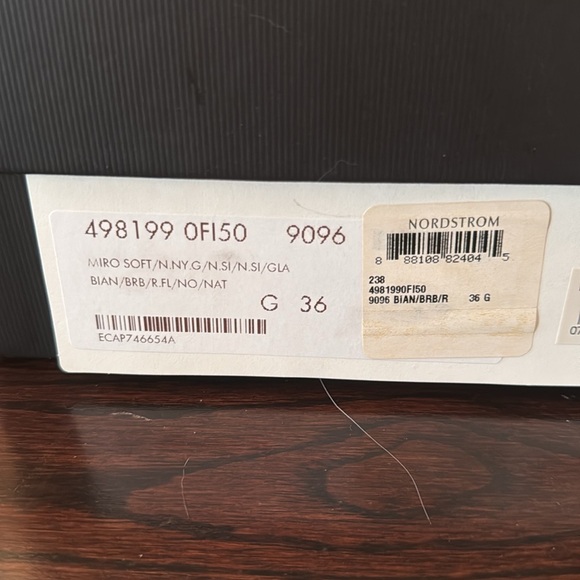 498199 0FI50 9096
MIRO SOFT/N.NY.G/N.SI/N.SI/GLA
BIAN/BRB/R.FL/NO/NAT
G 36
ECAP746654A
NORDSTROM
8 88108 82404 5
238
4981990FI50
9096 BIAN/BRB/R 36 G
07